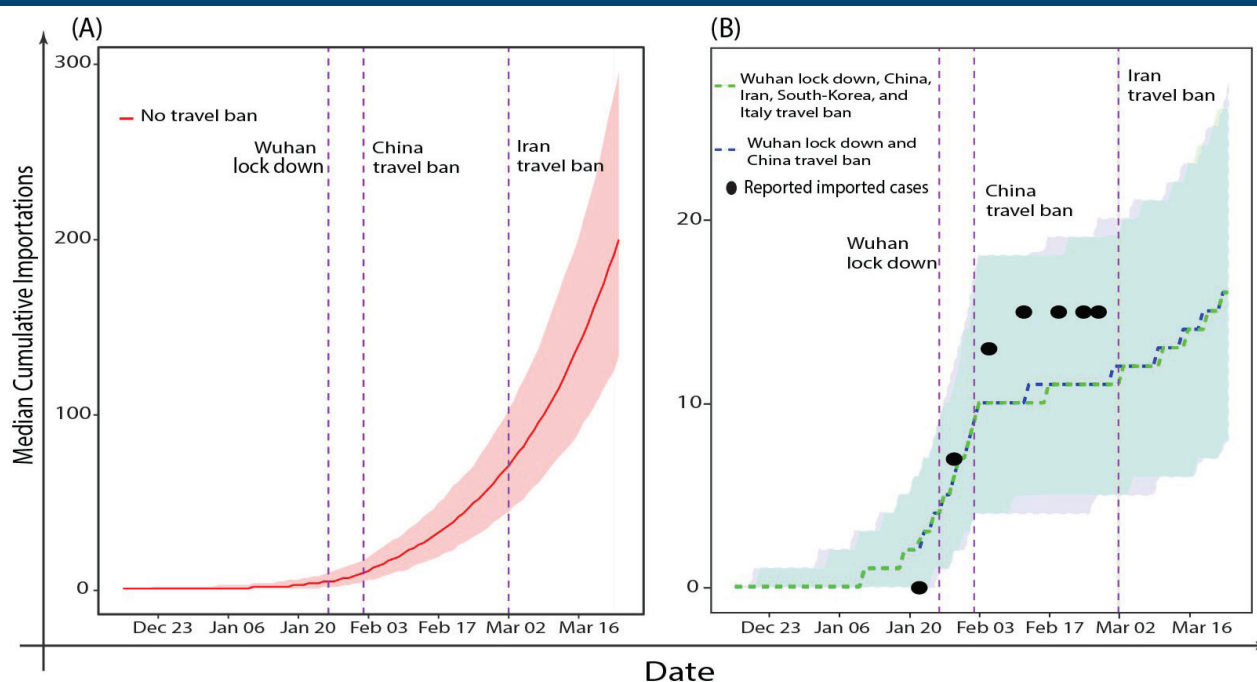 (A)
300
200
100
0
No travel ban
Wuhan
lock down
China
travel ban
Iran
travel ban
Dec 23
Jan 06
Jan 20
Feb 03
Feb 17
Mar 02
Mar 16
Median Cumulative Importations
(B)
Wuhan lock down, China,
Iran, South-Korea, and
Italy travel ban
Wuhan lock down and
China travel ban
Reported imported cases
Iran
travel ban
China
travel ban
Wuhan
lock down
20
10
0
Dec 23
Jan 06
Jan 20
Feb 03
Feb 17
Mar 02
Mar 16
Date